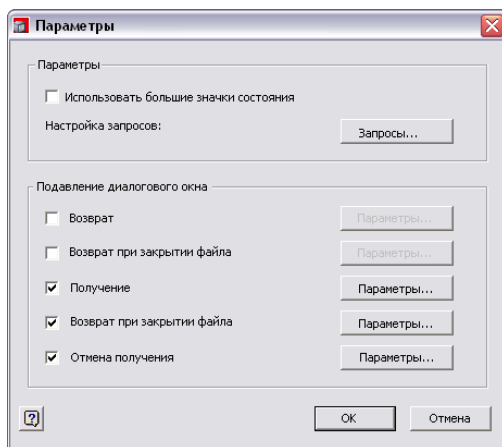 Параметры
Параметры
Использовать большие значки состояния
Настройка запросов: Запросы...
Подавление диалогового окна
Возврат Параметры...
Возврат при закрытии файла Параметры...
Получение Параметры...
Возврат при закрытии файла Параметры...
Отмена получения Параметры...
? OK Отмена